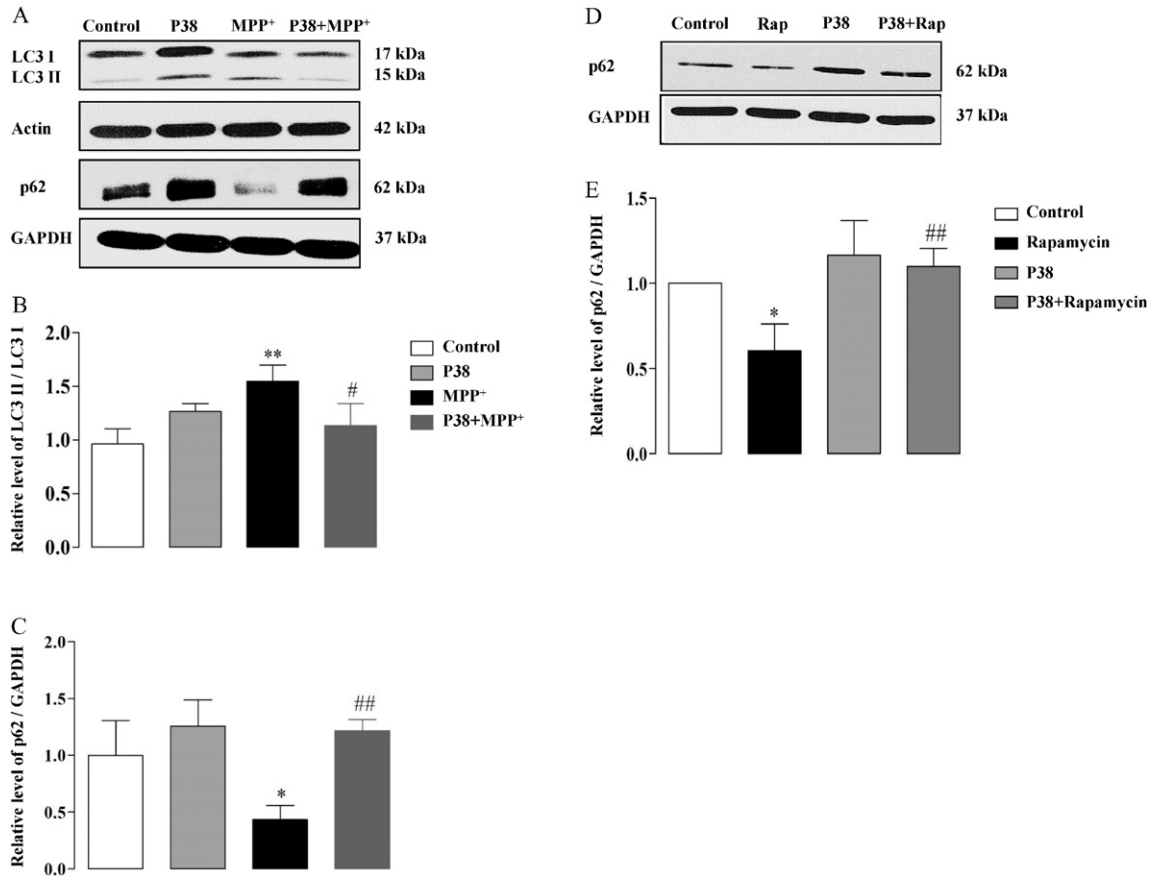 A
Control P38 MPP⁺ P38+MPP⁺
LC3 I 17 kDa
LC3 II 15 kDa
Actin 42 kDa
p62 62 kDa
GAPDH 37 kDa
B
Relative level of LC3 II / LC3 I
2.0
1.5
1.0
0.5
0.0
**
#
Control
P38
MPP⁺
P38+MPP⁺
C
Relative level of p62 / GAPDH
2.0
1.5
1.0
0.5
0.0
*
##
D
Control Rap P38 P38+Rap
p62 62 kDa
GAPDH 37 kDa
E
Relative level of p62 / GAPDH
1.5
1.0
0.5
0.0
*
##
Control
Rapamycin
P38
P38+Rapamycin